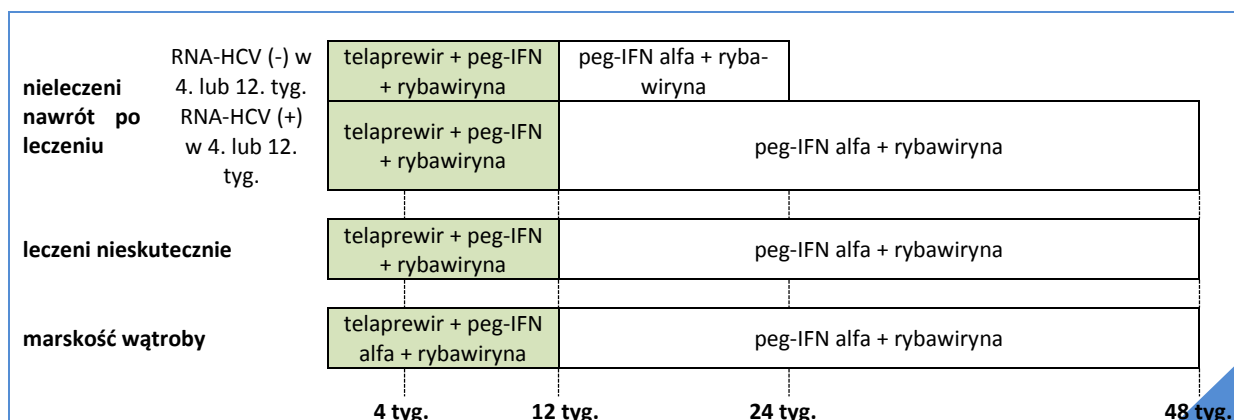 RNA-HCV (-) w
4. lub 12. tyg.
telaprewir + peg-IFN
+ rybawiryna
peg-IFN alfa + ryba-
wiryna
nieleczeni
nawrót po
leczeniu
RNA-HCV (+)
w 4. lub 12.
tyg.
telaprewir + peg-IFN
+ rybawiryna
peg-IFN alfa + rybawiryna
leczeni nieskutecznie
telaprewir + peg-IFN
+ rybawiryna
peg-IFN alfa + rybawiryna
marskość wątroby
telaprewir + peg-IFN
alfa + rybawiryna
peg-IFN alfa + rybawiryna
4 tyg.
12 tyg.
24 tyg.
48 tyg.